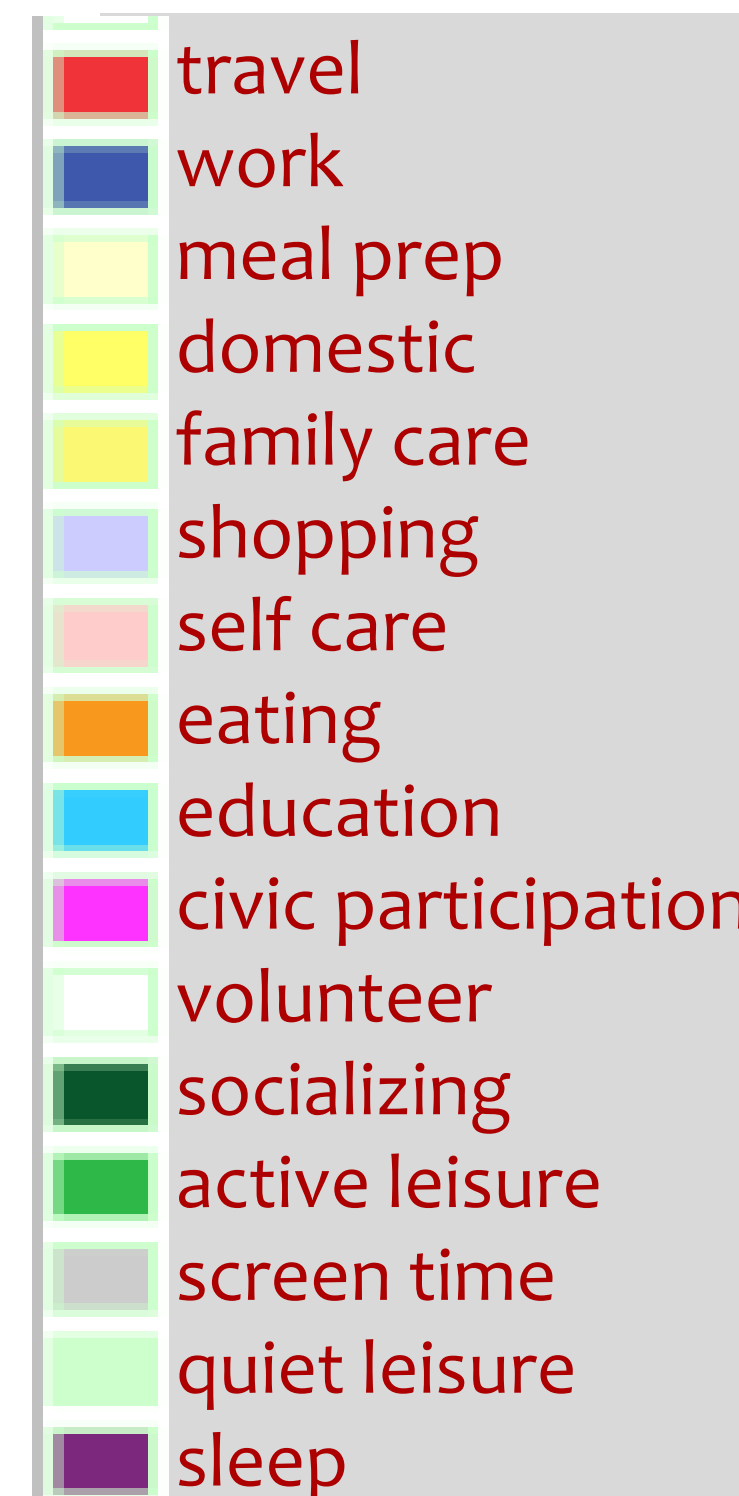 travel
work
meal prep
domestic
family care
shopping
self care
eating
education
civic participation
volunteer
socializing
active leisure
screen time
quiet leisure
sleep